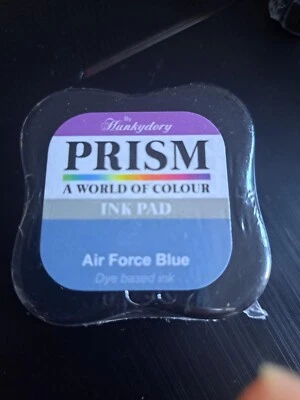 By
Hunkydory
PRISM
A WORLD OF COLOUR
INK PAD
Air Force Blue
Dye based ink